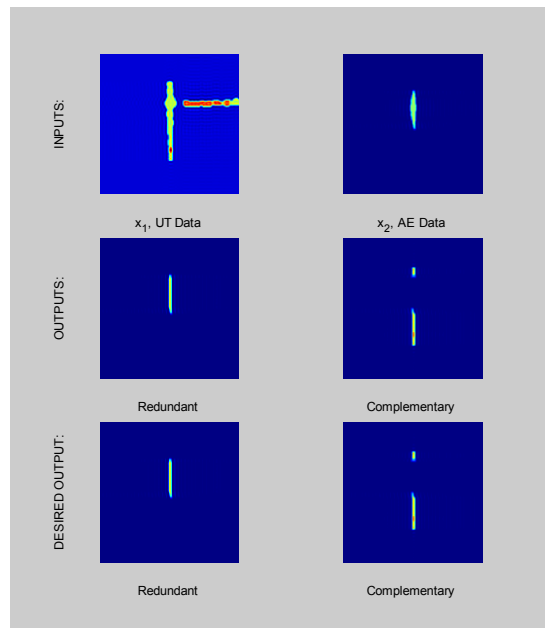 INPUTS:
x1, UT Data
x2, AE Data
OUTPUTS:
Redundant
Complementary
DESIRED OUTPUT:
Redundant
Complementary